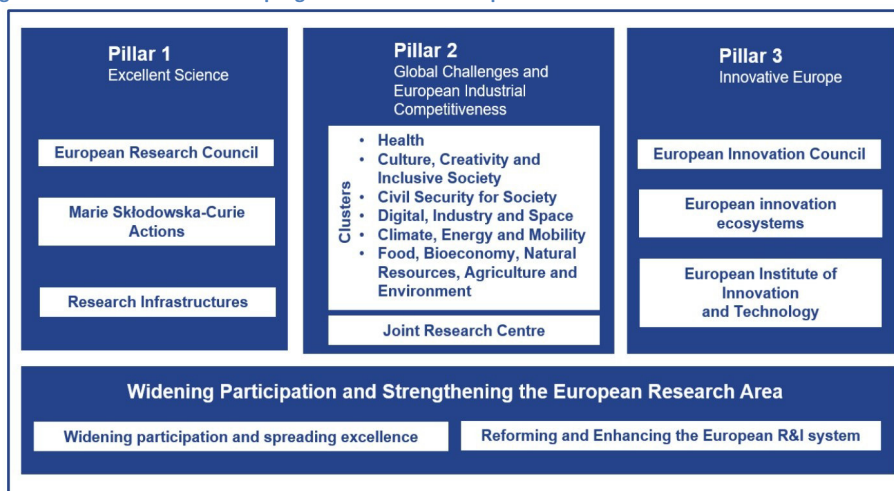 Pillar 1
Excellent Science
European Research Council
Marie Skłodowska-Curie
Actions
Research Infrastructures
Pillar 2
Global Challenges and
European Industrial
Competitiveness
Clusters
• Health
• Culture, Creativity and
Inclusive Society
• Civil Security for Society
• Digital, Industry and Space
• Climate, Energy and Mobility
• Food, Bioeconomy, Natural
Resources, Agriculture and
Environment
Joint Research Centre
Pillar 3
Innovative Europe
European Innovation Council
European innovation
ecosystems
European Institute of
Innovation
and Technology
Widening Participation and Strengthening the European Research Area
Widening participation and spreading excellence
Reforming and Enhancing the European R&I system